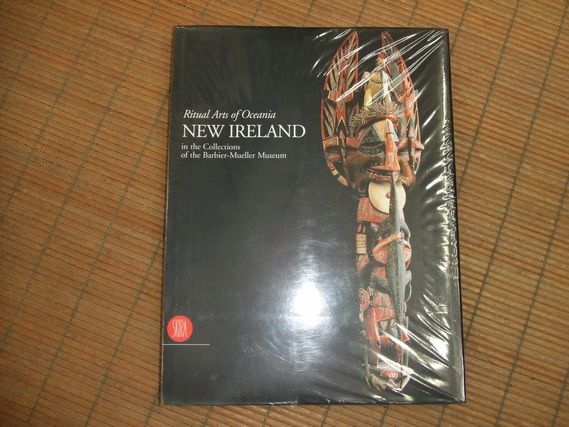 Ritual Arts of Oceania
NEW IRELAND
in the Collections
of the Barbier-Mueller Museum
SKIRA